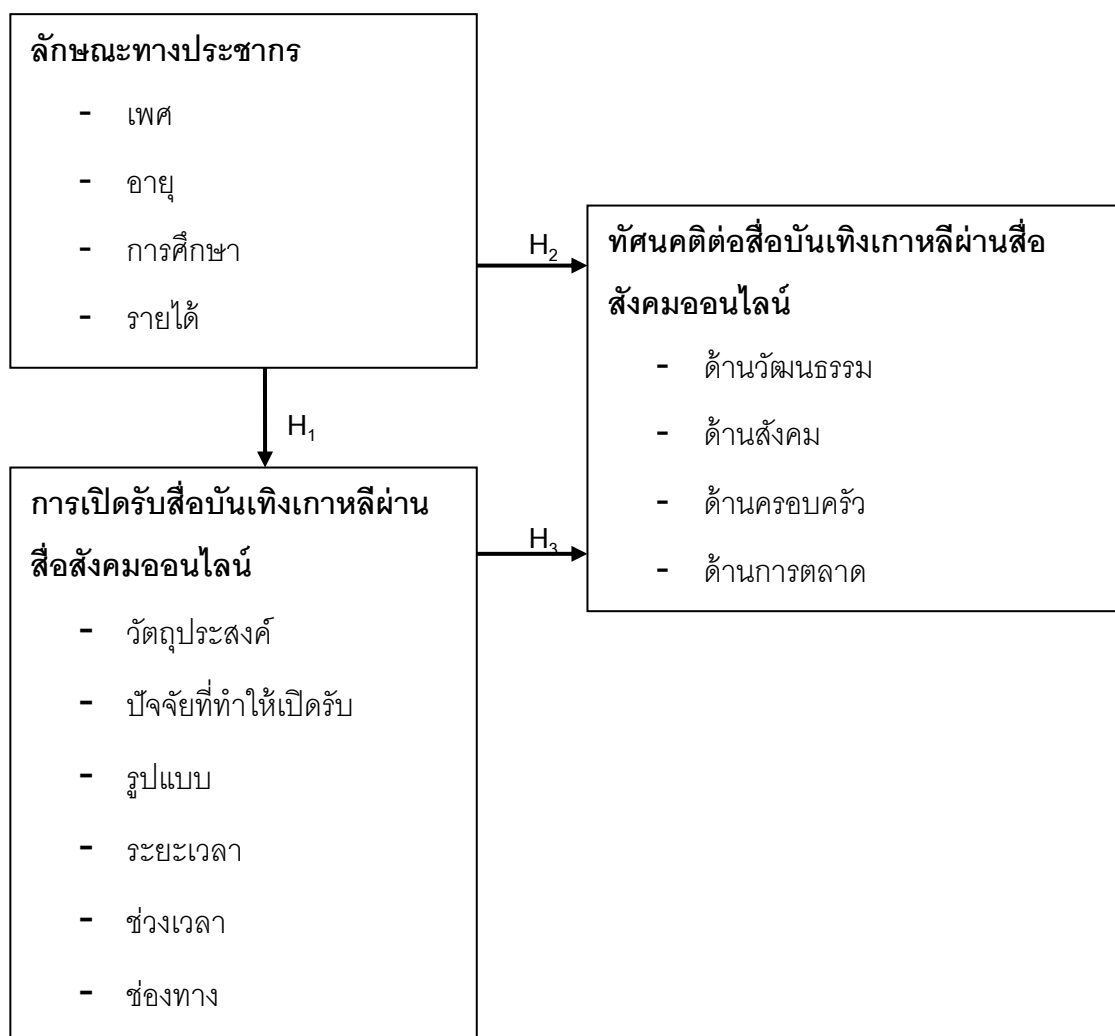 ลักษณะทางประชากร
- เพศ
- อายุ
- การศึกษา
- รายได้
H₂
ทัศนคติต่อสื่อบันเทิงเกาหลีผ่านสื่อ
สังคมออนไลน์
- ด้านวัฒนธรรม
- ด้านสังคม
- ด้านครอบครัว
- ด้านการตลาด
H₁
การเปิดรับสื่อบันเทิงเกาหลีผ่าน
สื่อสังคมออนไลน์
- วัตถุประสงค์
- ปัจจัยที่ทำให้เปิดรับ
- รูปแบบ
- ระยะเวลา
- ช่วงเวลา
- ช่องทาง
H₃